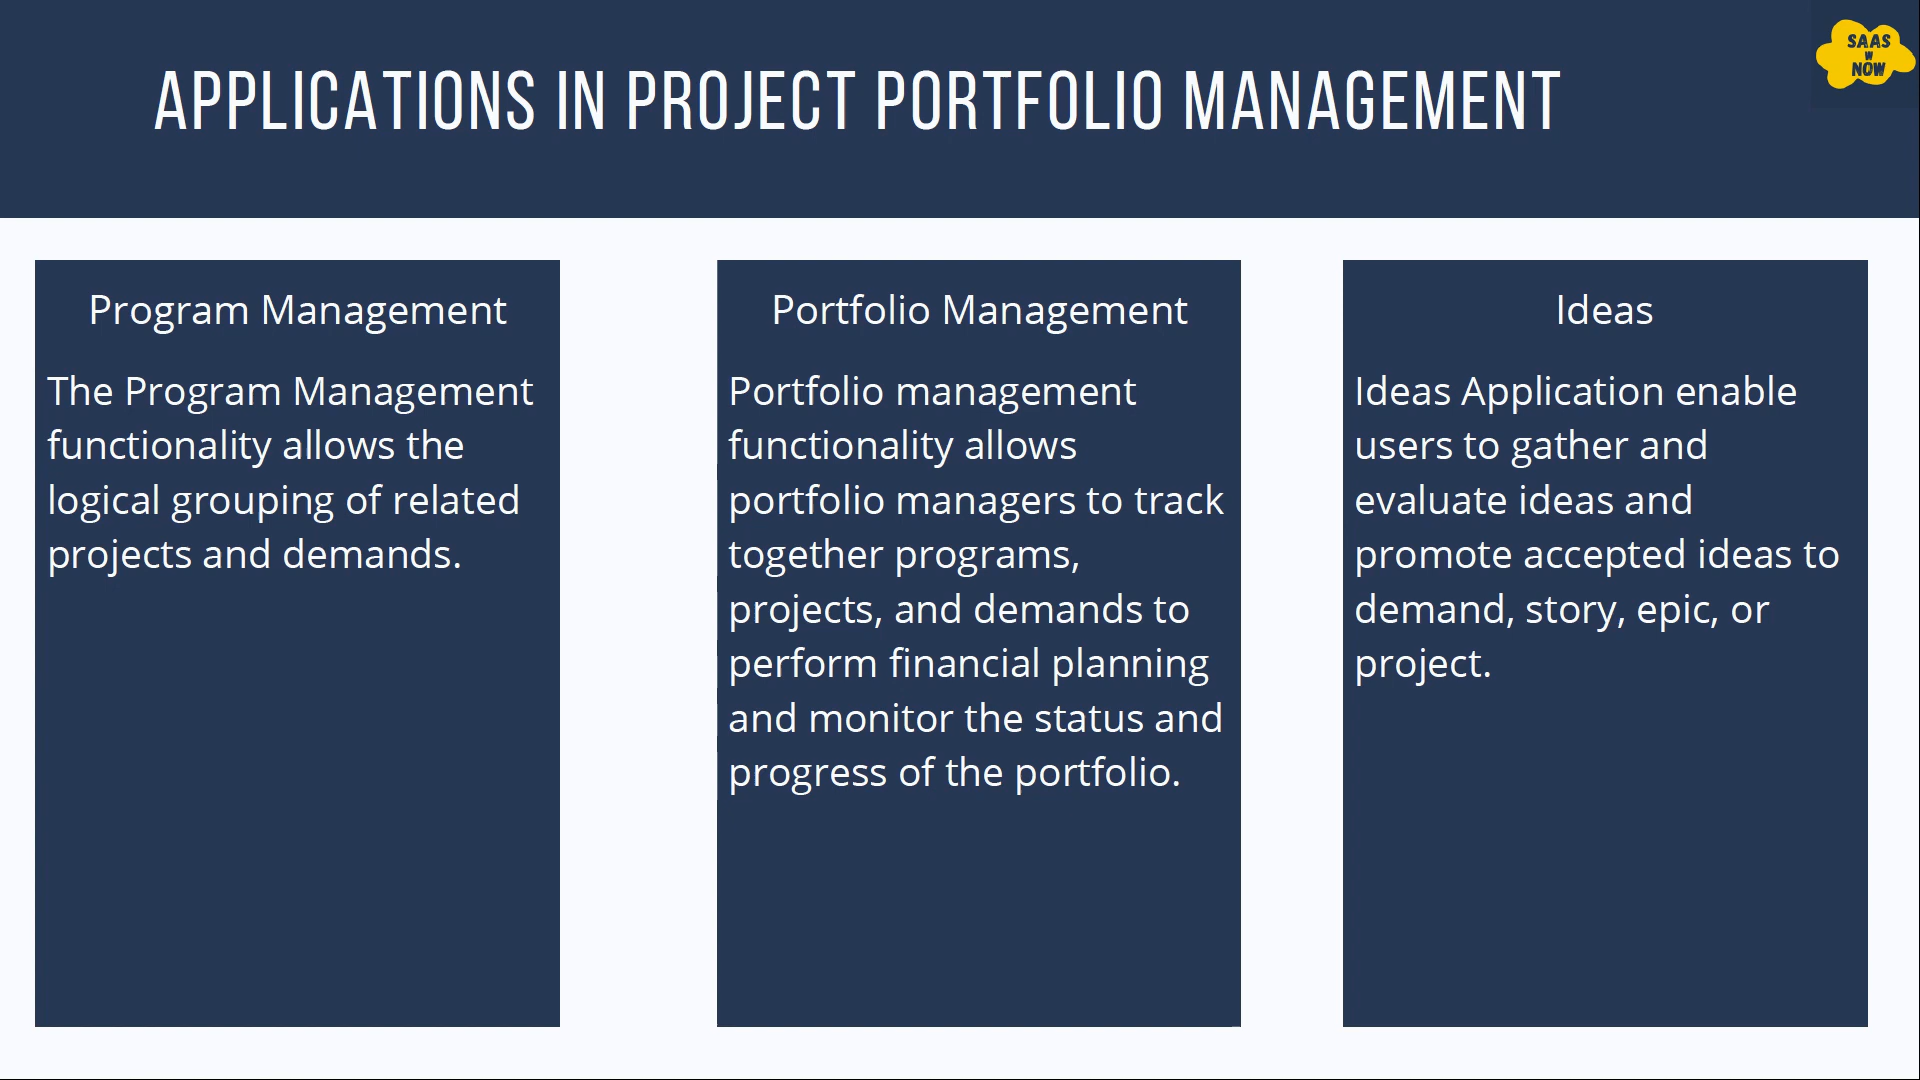 SAAS
W
NOW
APPLICATIONS IN PROJECT PORTFOLIO MANAGEMENT
Program Management
The Program Management
functionality allows the
logical grouping of related
projects and demands.
Portfolio Management
Portfolio management
functionality allows
portfolio managers to track
together programs,
projects, and demands to
perform financial planning
and monitor the status and
progress of the portfolio.
Ideas
Ideas Application enable
users to gather and
evaluate ideas and
promote accepted ideas to
demand, story, epic, or
project.